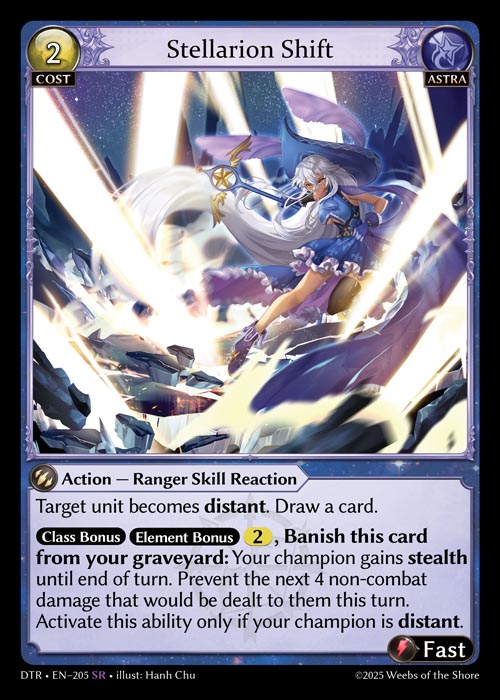 2
Stellarion Shift
COST
ASTRA
Action — Ranger Skill Reaction
Target unit becomes distant. Draw a card.
Class Bonus Element Bonus 2, Banish this card
from your graveyard: Your champion gains stealth
until end of turn. Prevent the next 4 non-combat
damage that would be dealt to them this turn.
Activate this ability only if your champion is distant.
Fast
DTR • EN–205 SR • illust: Hanh Chu
©2025 Weebs of the Shore